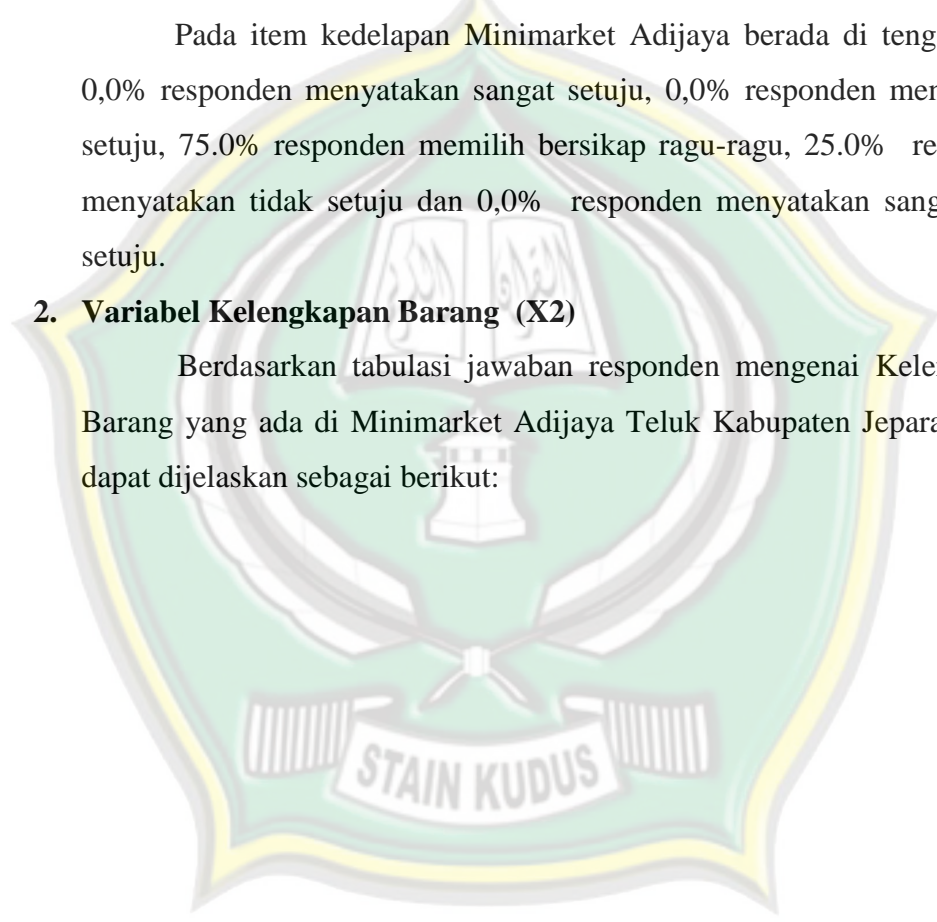 Pada item kedelapan Minimarket Adijaya berada di teng
0,0% responden menyatakan sangat setuju, 0,0% responden men
setuju, 75.0% responden memilih bersikap ragu-ragu, 25.0% re
menyatakan tidak setuju dan 0,0% responden menyatakan sang
setuju.
2. Variabel Kelengkapan Barang (X2)
Berdasarkan tabulasi jawaban responden mengenai Kele
Barang yang ada di Minimarket Adijaya Teluk Kabupaten Jepara
dapat dijelaskan sebagai berikut:
STAIN KUDUS